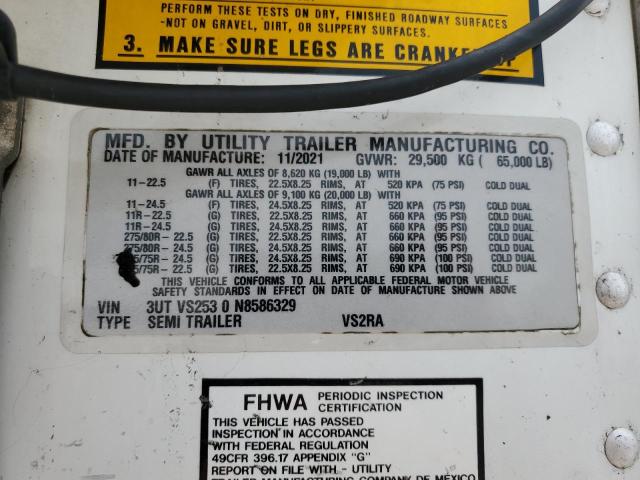 PERFORM THESE TESTS ON DRY, FINISHED ROADWAY SURFACES
-NOT ON GRAVEL, DIRT, OR SLIPPERY SURFACES.
3. MAKE SURE LEGS ARE CRANKED UP
MFD. BY UTILITY TRAILER MANUFACTURING CO.
DATE OF MANUFACTURE: 11/2021 GVWR: 29,500 KG ( 65,000 LB)
GAWR ALL AXLES OF 8,620 KG (19,000 LB) WITH
11-22.5 (F) TIRES, 22.5X8.25 RIMS, AT 520 KPA (75 PSI) COLD DUAL
GAWR ALL AXLES OF 9,100 KG (20,000 LB) WITH
11-24.5 (F) TIRES, 24.5X8.25 RIMS, AT 520 KPA (75 PSI) COLD DUAL
11R-22.5 (G) TIRES, 22.5X8.25 RIMS, AT 660 KPA (95 PSI) COLD DUAL
11R-24.5 (G) TIRES, 24.5X8.25 RIMS, AT 660 KPA (95 PSI) COLD DUAL
275/80R-22.5 (G) TIRES, 22.5X8.25 RIMS, AT 660 KPA (95 PSI) COLD DUAL
275/80R-24.5 (G) TIRES, 24.5X8.25 RIMS, AT 660 KPA (95 PSI) COLD DUAL
/75R-24.5 (G) TIRES, 24.5X8.25 RIMS, AT 690 KPA (100 PSI) COLD DUAL
/75R-22.5 (G) TIRES, 22.5X8.25 RIMS, AT 690 KPA (100 PSI) COLD DUAL
THIS VEHICLE CONFORMS TO ALL APPLICABLE FEDERAL MOTOR VEHICLE
SAFETY STANDARDS IN EFFECT ON DATE OF MANUFACTURE SHOWN ABOVE
VIN 3UT VS253 0 N8586329
TYPE SEMI TRAILER VS2RA
FHWA PERIODIC INSPECTION
CERTIFICATION
THIS VEHICLE HAS PASSED
INSPECTION IN ACCORDANCE
WITH FEDERAL REGULATION
49CFR 396.17 APPENDIX "G"
REPORT ON FILE WITH - UTILITY
TRAILER MANUFACTURING COMPANY DE MÉXICO